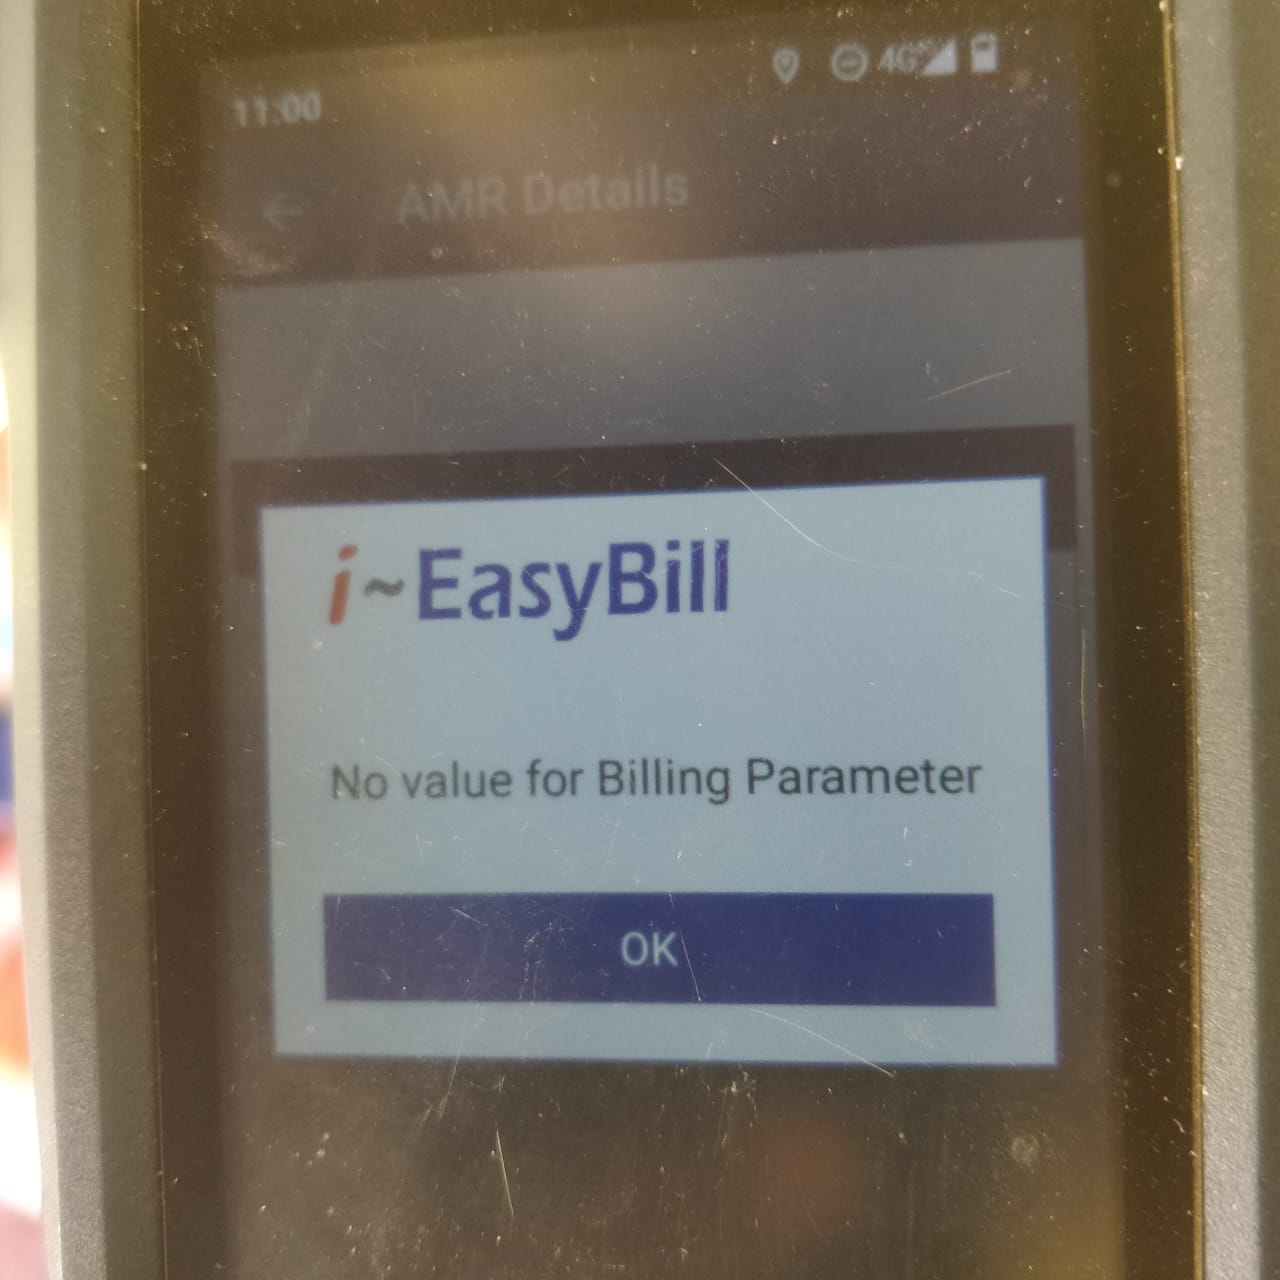 4G
11:00
AMR Details
i~EasyBill
No value for Billing Parameter
OK